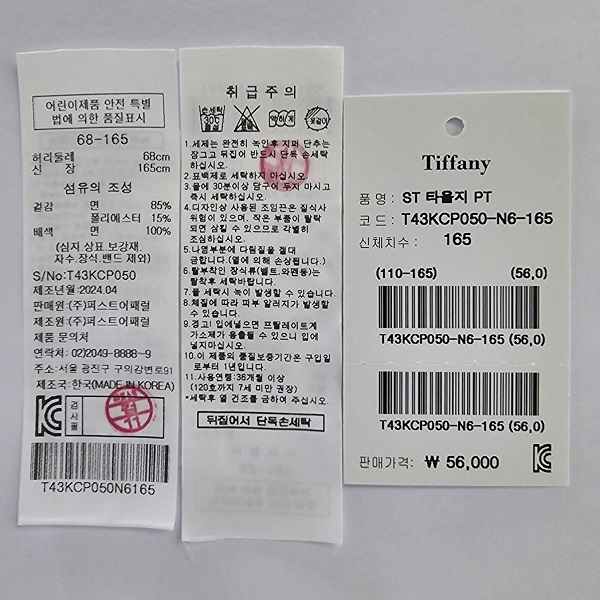 어린이제품 안전 특별
법에 의한 품질표시
68-165
허리둘레 68cm
신 장 165cm
섬유의 조성
겉감 면 85%
폴리에스터 15%
배색 면 100%
(심지.상표.보강재.
자수.장식.밴드 제외)
S/No:T43KCP050
제조년월:2024.04
판매원:(주)퍼스트어패럴
제조원:(주)퍼스트어패럴
제품 문의처
연락처:02)2049-8888~9
주소:서울 광진구 구의강변로91
제조국:한국(MADE IN KOREA)
검사필
11
T43KCP050N6165
취급주의
손세탁
30℃
중성
약하게
옷걸이
1.세제는 완전히 녹인후 지퍼 단추는
잠그고 뒤집어 반드시 단독 손세탁
하십시오.
2.표백제로 세탁하지 마십시오.
3.물에 30분이상 담구어 두지 마시고
즉시 세탁하십시오.
4.디자인상 사용된 조임끈은 질식사
위험이 있으며, 작은 부품이 탈락
되면 삼킬 수 있으므로 각별히
조심하십시오.
5.나염부분에 다림질을 절대
금합니다.(열에 의해 손상됩니다.)
6.탈부착인 장식류(벨트,와펜등)는
탈착후 세탁바랍니다.
7.물 세탁시 녹이 발생할 수 있습니다.
8.체질에 따라 피부 알러지가 발생할
수 있습니다.
9.경고! 입에넣으면 프탈레이트계
가소제가 용출될 수 있으니 입에
넣지마십시오.
10.이 제품의 품질보증기간은 구입일
로부터 1년입니다.
11.사용연령:36개월 이상
(120호까지 7세 미만 권장)
*세탁후 열 건조를 금하여 주십시오.
뒤집어서 단독손세탁
Tiffany
품 명 : ST 타올지 PT
코 드 : T43KCP050-N6-165
신체치수 : 165
(110-165) (56,0)
T43KCP050-N6-165 (56,0)
T43KCP050-N6-165 (56,0)
판매가격: ₩ 56,000